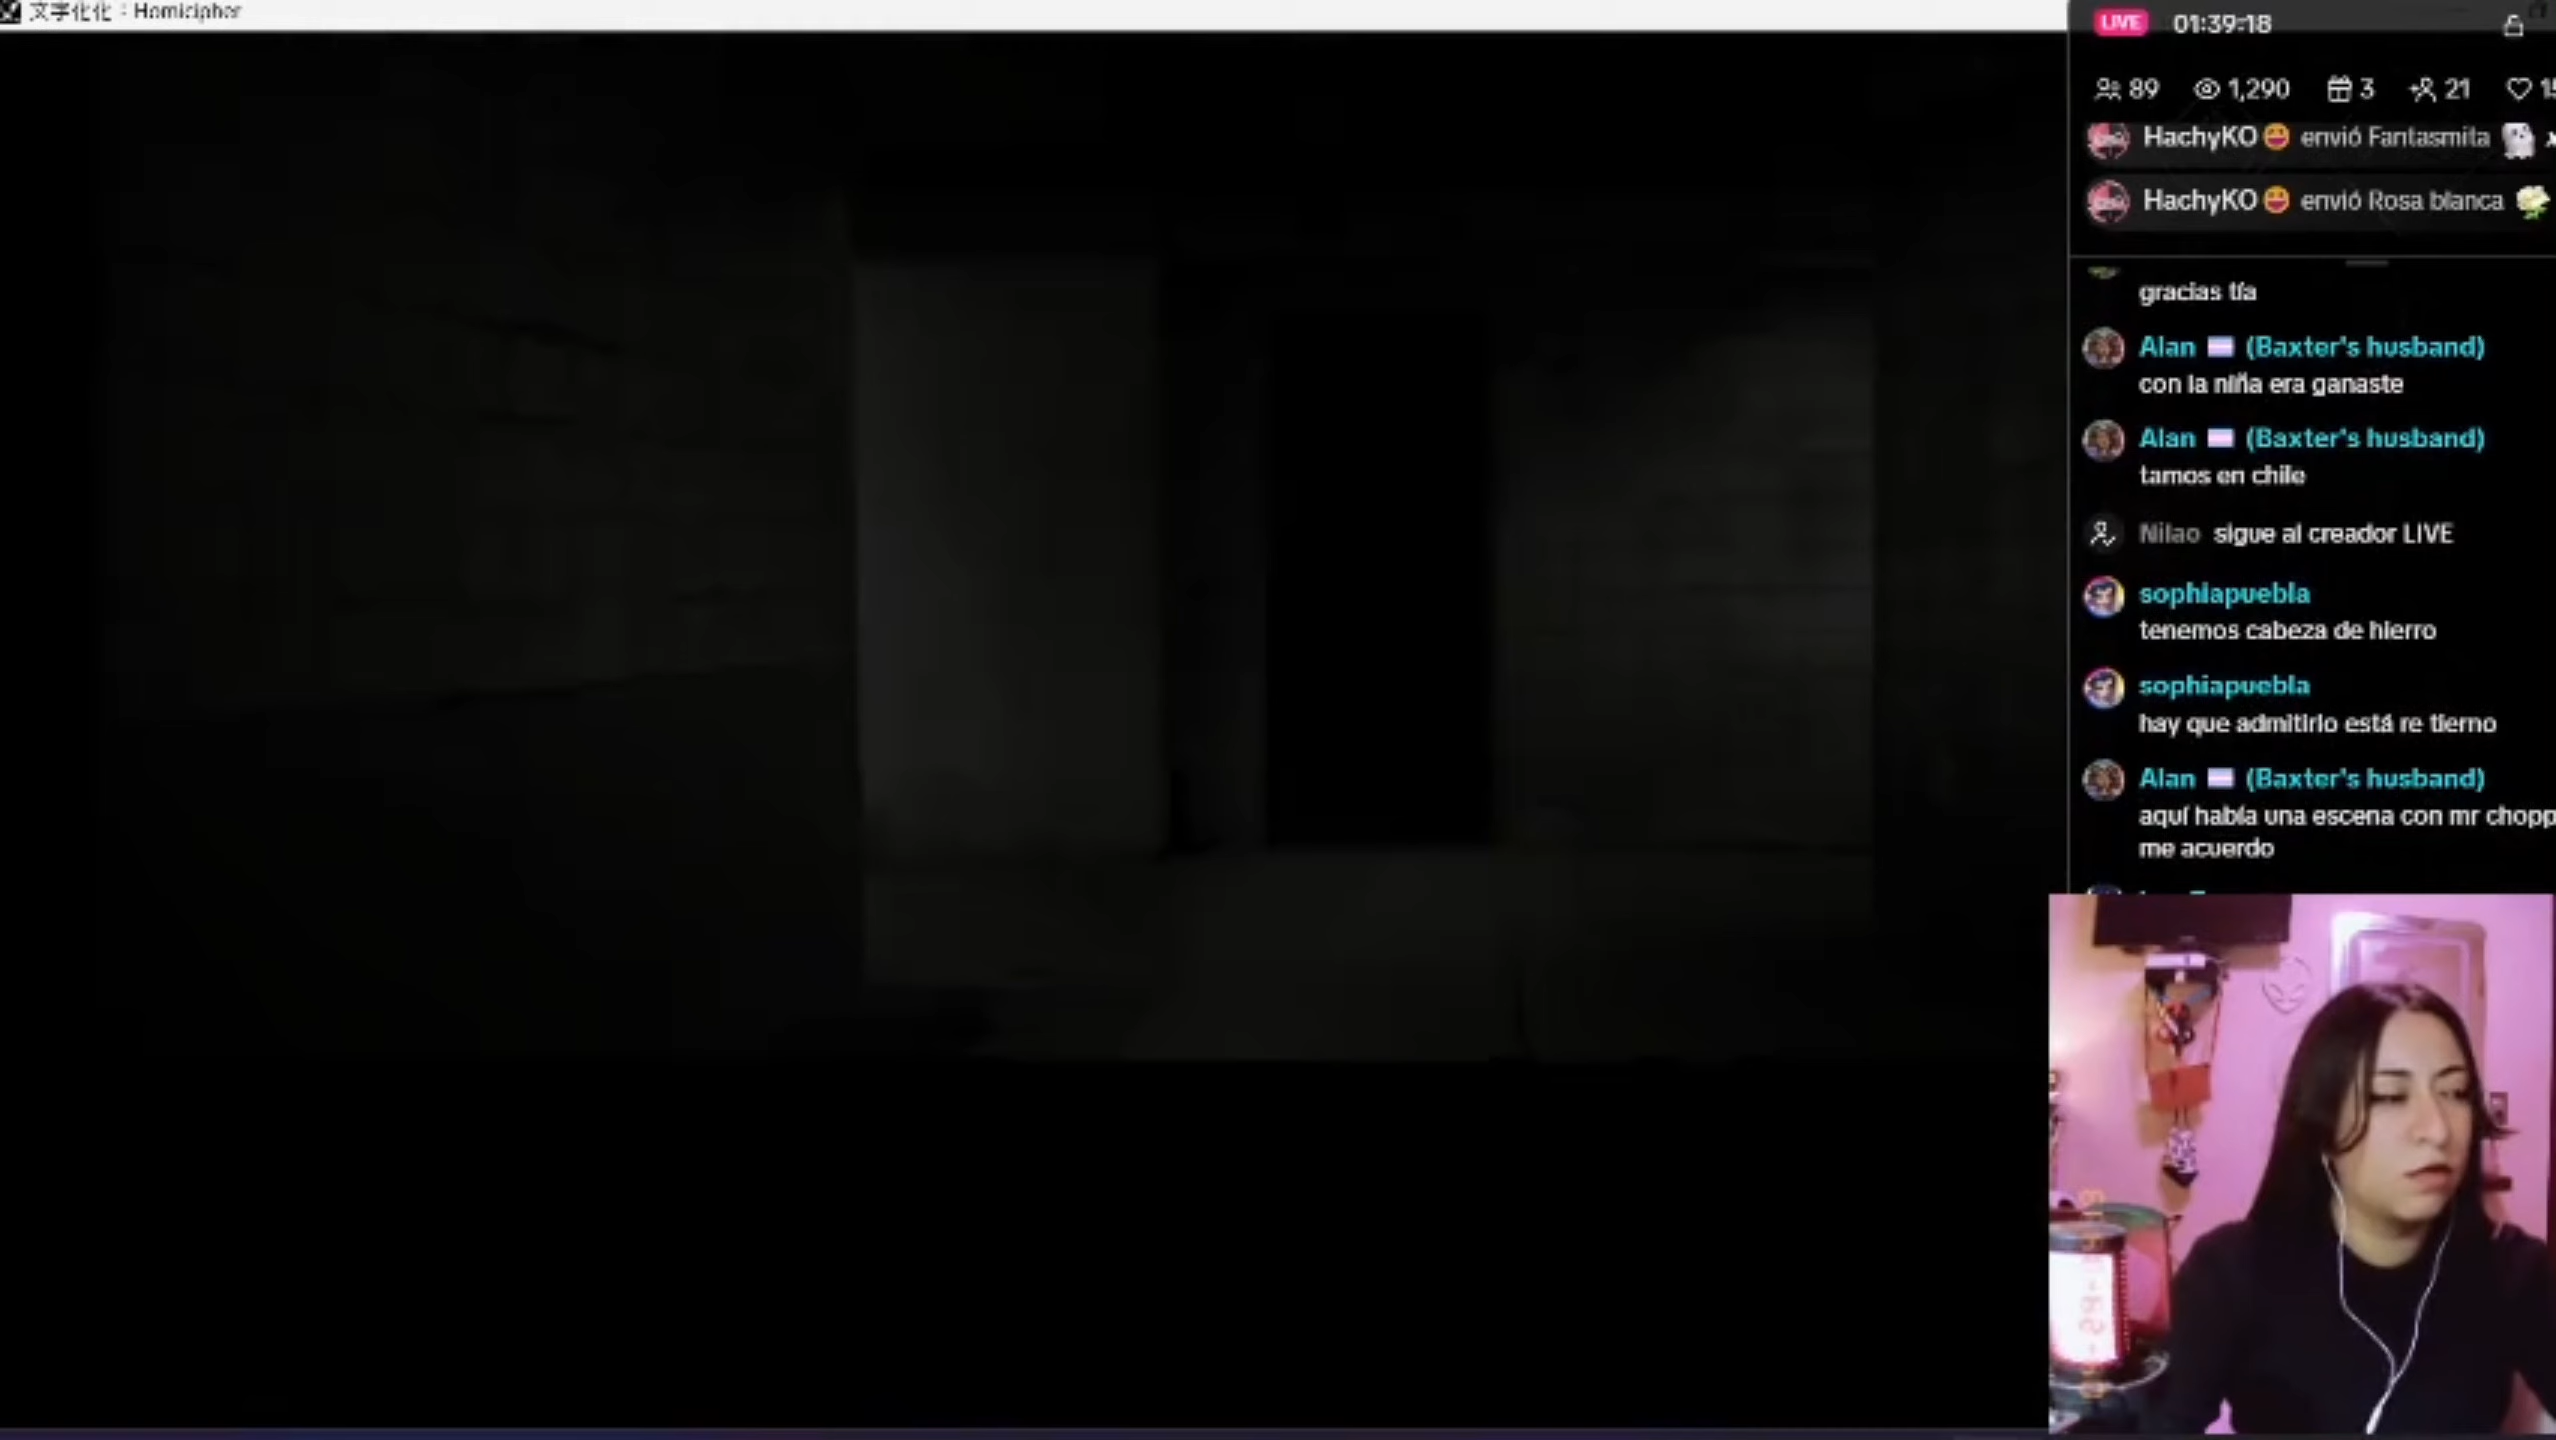 文字化化：Homicipher
LIVE 01:39:18
89 1,290 3 21
HachyKO envió Fantasmita
HachyKO envió Rosa blanca
gracias tía
Alan (Baxter's husband)
con la niña era ganaste
Alan (Baxter's husband)
tamos en chile
Nilao sigue al creador LIVE
sophiapuebla
tenemos cabeza de hierro
sophiapuebla
hay que admitirlo está re tierno
Alan (Baxter's husband)
aquí había una escena con mr chopp
me acuerdo